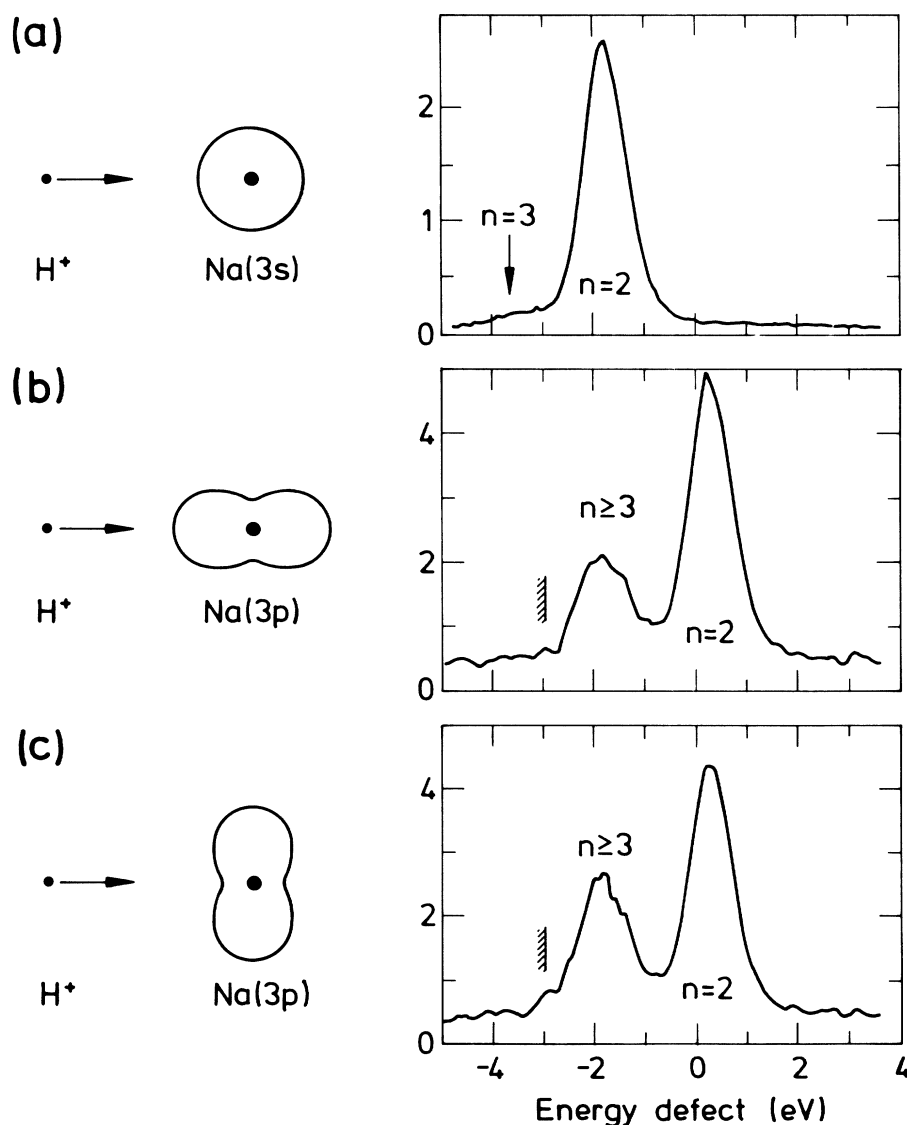 (a)
H⁺
Na(3s)
2
1
0
n=3
n=2
(b)
H⁺
Na(3p)
4
2
0
n≥3
n=2
(c)
H⁺
Na(3p)
4
2
0
n≥3
n=2
-4 -2 0 2 4
Energy defect (eV)